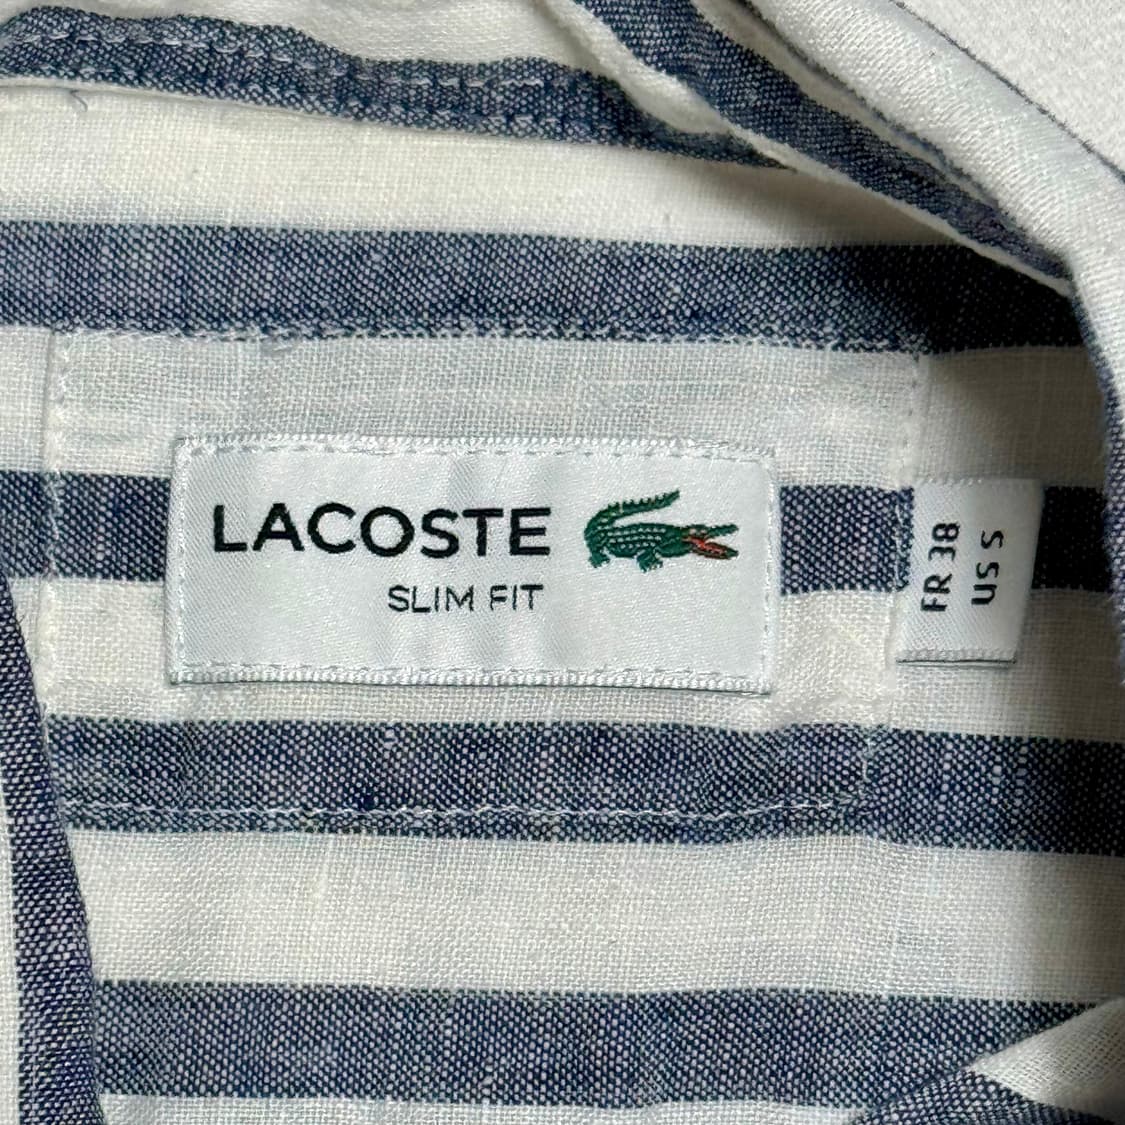 LACOSTE
SLIM FIT
FR 38
US S